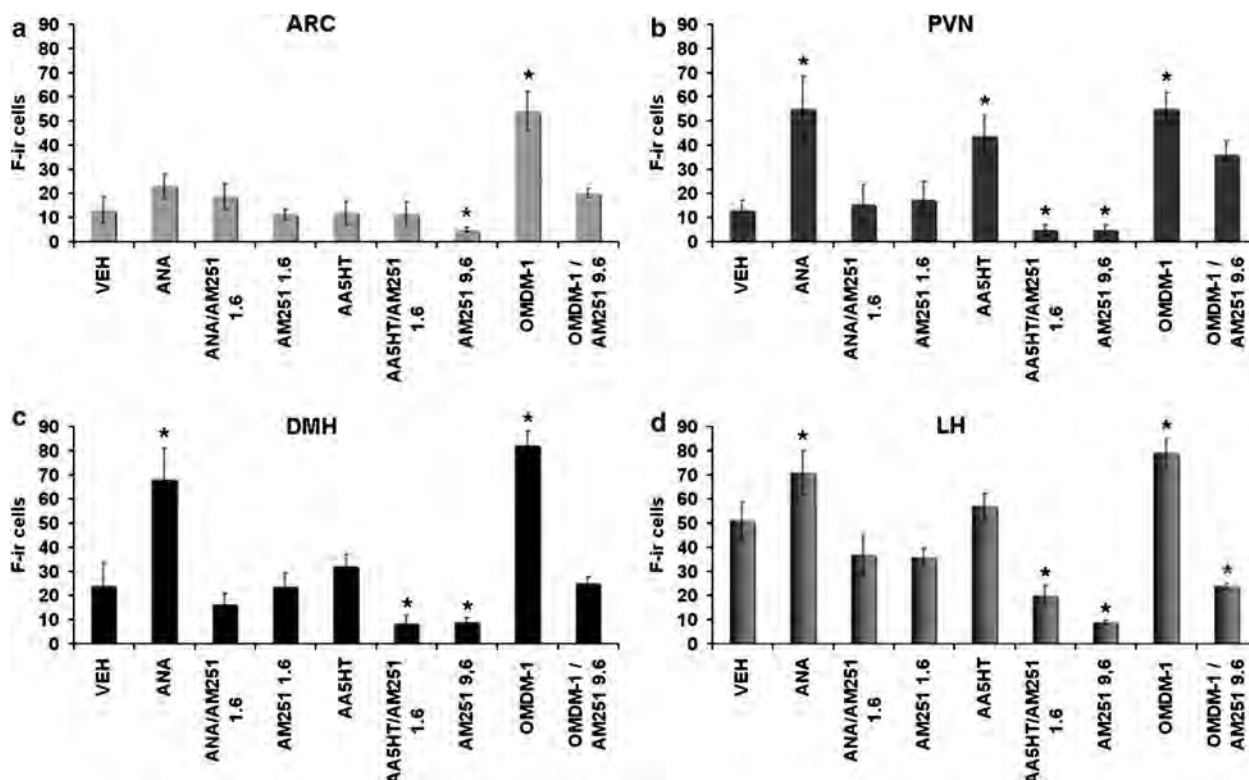 a
ARC
90
80
70
60
50
40
30
20
10
0
F-ir cells
*
*
VEH
ANA
ANA/AM251
1.6
AM251 1.6
AA5HT
AA5HT/AM251
1.6
AM251 9,6
OMDM-1
OMDM-1 /
AM251 9.6
b
PVN
90
80
70
60
50
40
30
20
10
0
F-ir cells
*
*
*
*
*
VEH
ANA
ANA/AM251
1.6
AM251 1.6
AA5HT
AA5HT/AM251
1.6
AM251 9,6
OMDM-1
OMDM-1 /
AM251 9.6
c
DMH
90
80
70
60
50
40
30
20
10
0
F-ir cells
*
*
*
*
VEH
ANA
ANA/AM251
1.6
AM251 1.6
AA5HT
AA5HT/AM251
1.6
AM251 9,6
OMDM-1
OMDM-1 /
AM251 9.6
d
LH
90
80
70
60
50
40
30
20
10
0
F-ir cells
*
*
*
*
*
VEH
ANA
ANA/AM251
1.6
AM251 1.6
AA5HT
AA5HT/AM251
1.6
AM251 9,6
OMDM-1
OMDM-1 /
AM251 9.6